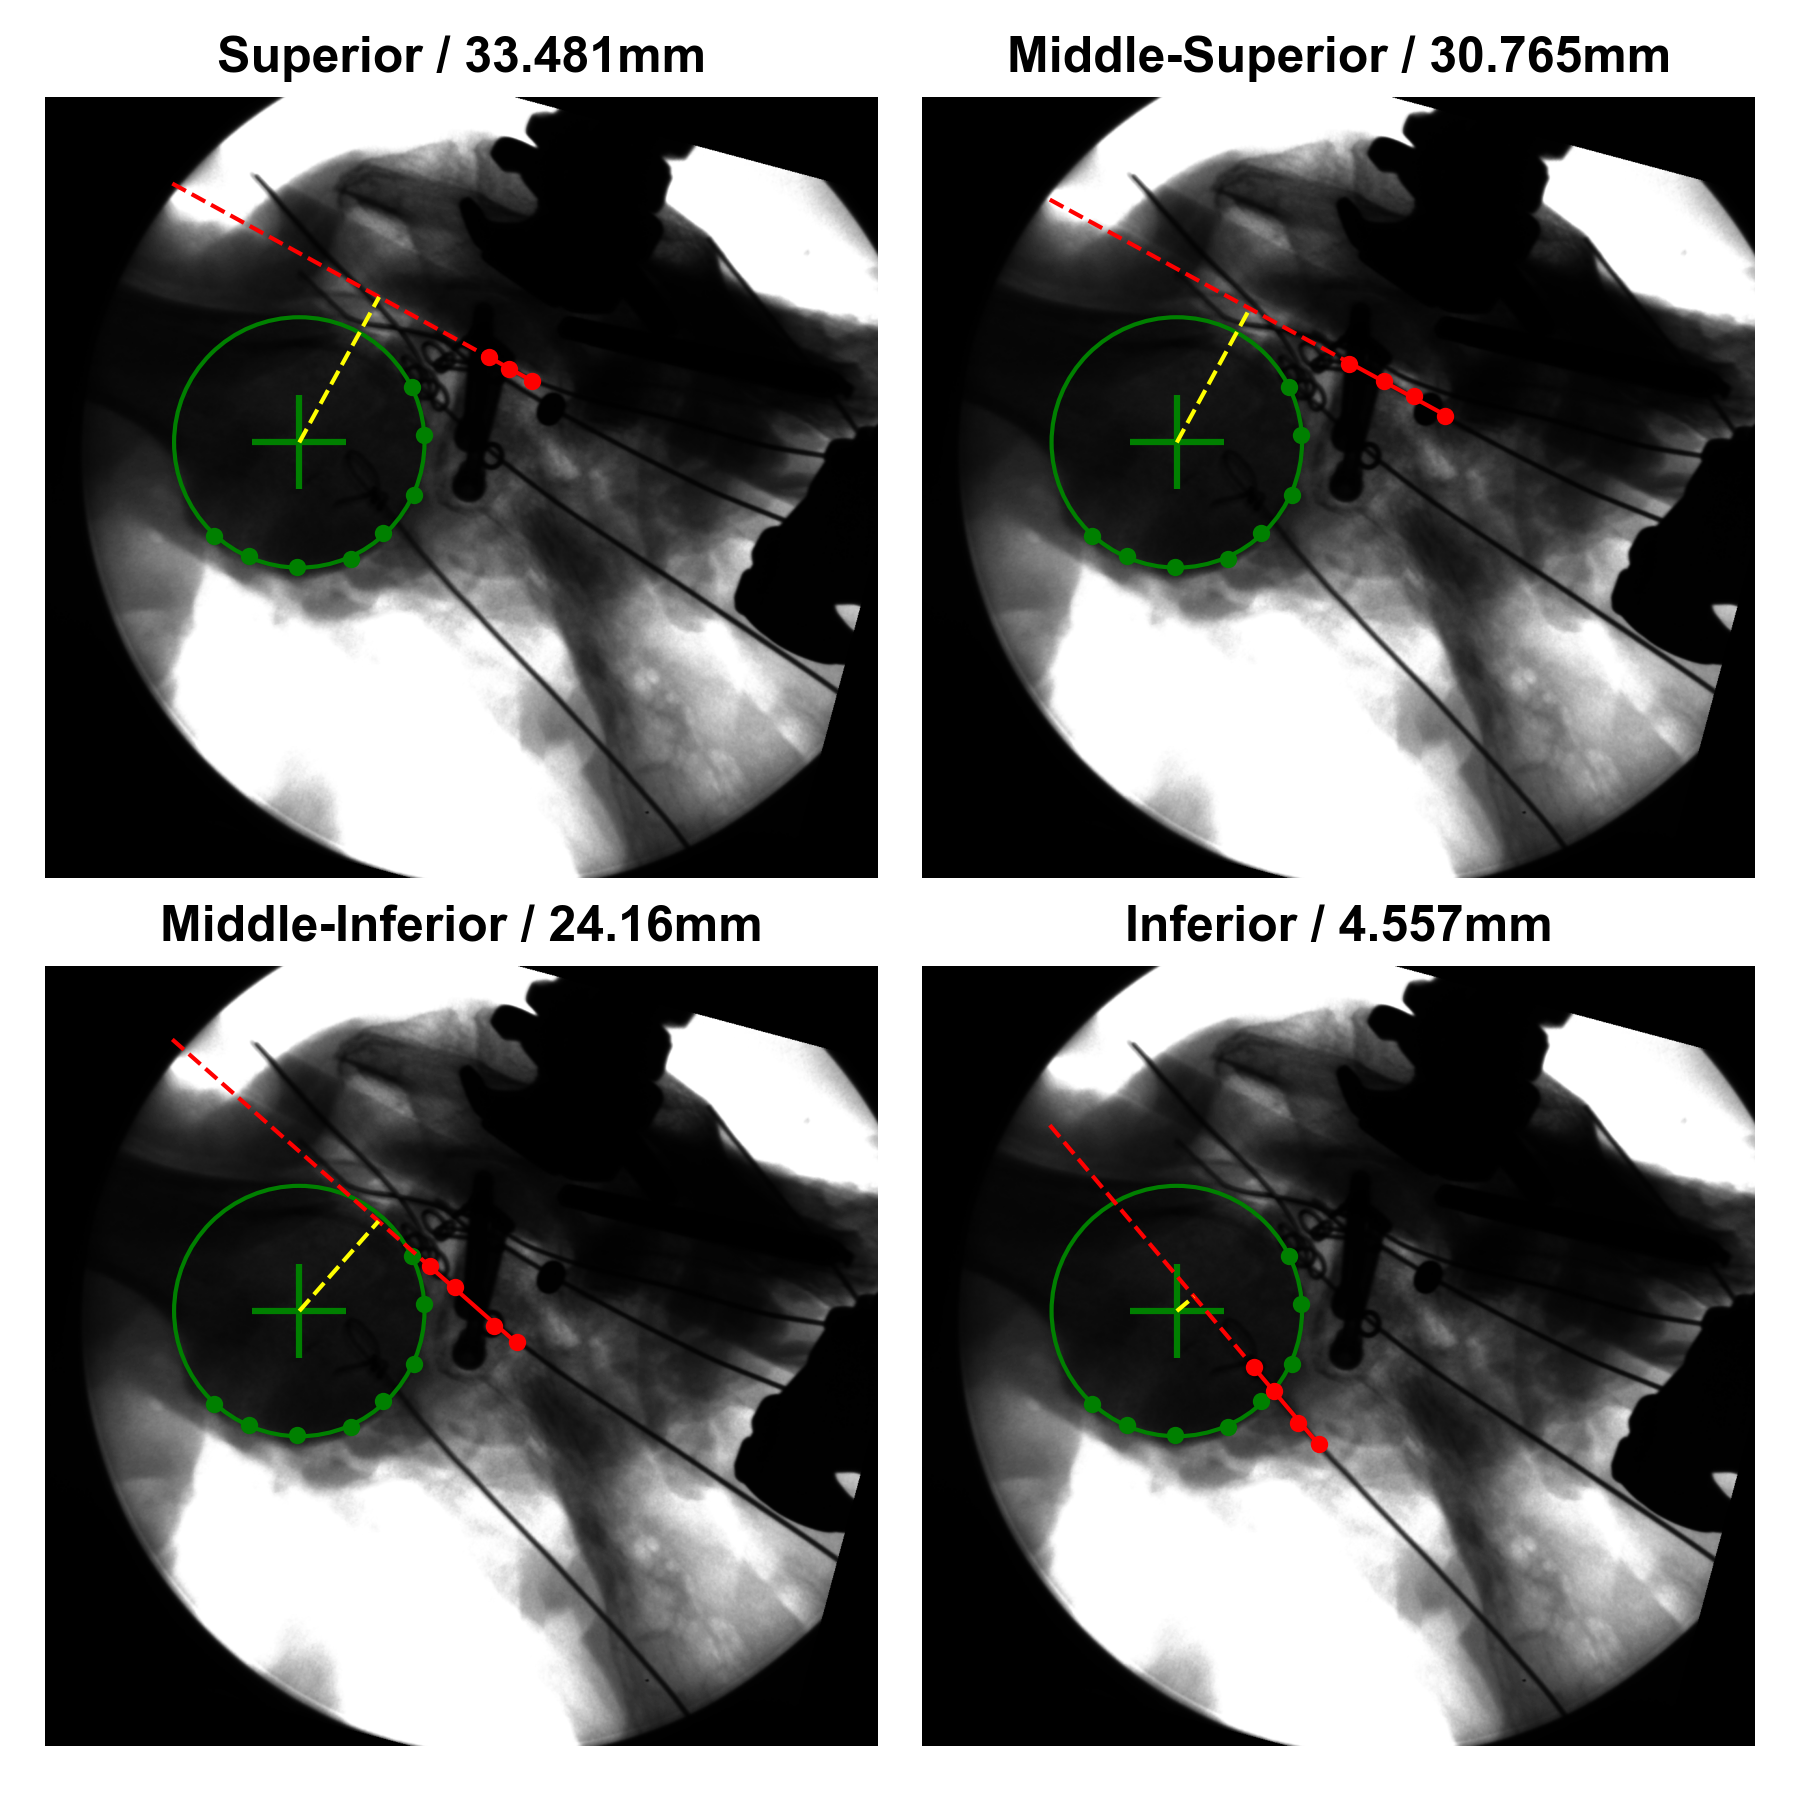 Superior / 33.481mm
Middle-Superior / 30.765mm
Middle-Inferior / 24.16mm
Inferior / 4.557mm